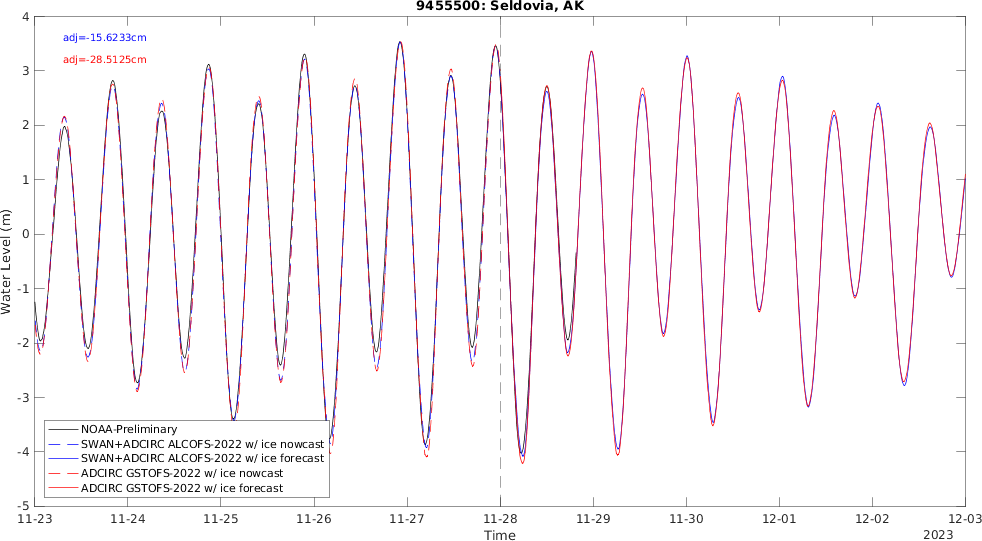 9455500: Seldovia, AK
adj=-15.6233cm
adj=-28.5125cm
4
3
2
1
0
-1
-2
-3
-4
-5
Water Level (m)
NOAA-Preliminary
SWAN+ADCIRC ALCOFS-2022 w/ ice nowcast
SWAN+ADCIRC ALCOFS-2022 w/ ice forecast
ADCIRC GSTOFS-2022 w/ ice nowcast
ADCIRC GSTOFS-2022 w/ ice forecast
11-23 11-24 11-25 11-26 11-27 11-28 11-29 11-30 12-01 12-02 12-03
Time
2023